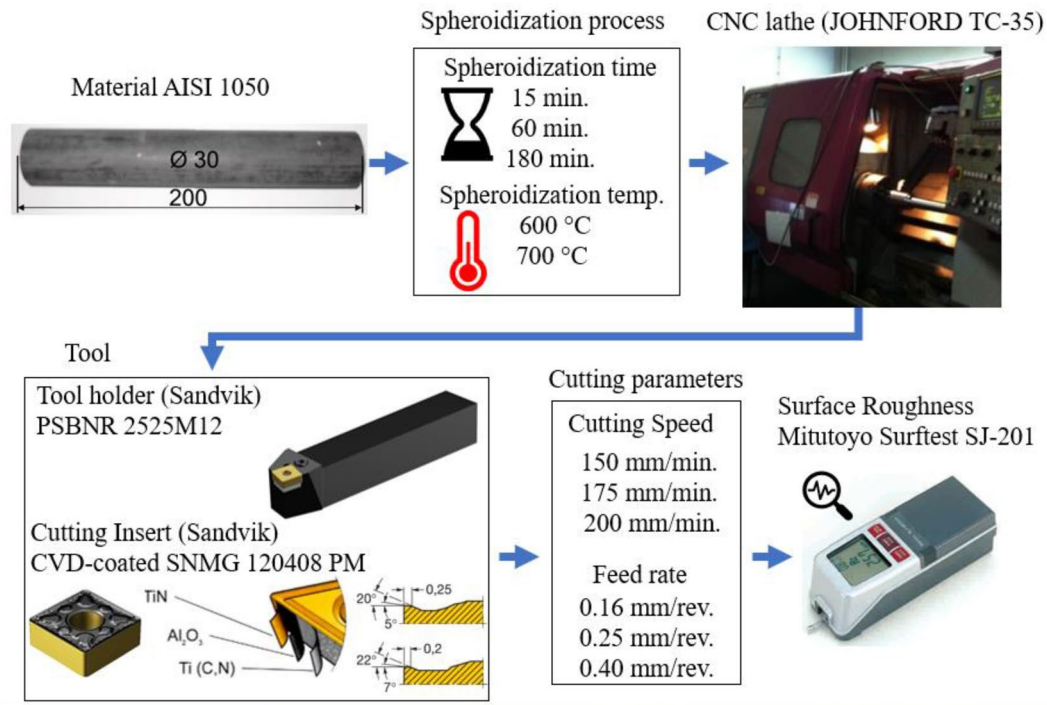 Spheroidization process
CNC lathe (JOHNFORD TC-35)
Material AISI 1050
Ø 30
200
Spheroidization time
15 min.
60 min.
180 min.
Spheroidization temp.
600 °C
700 °C
Tool
Tool holder (Sandvik)
PSBNR 2525M12
Cutting Insert (Sandvik)
CVD-coated SNMG 120408 PM
TiN
Al₂O₃
Ti (C,N)
20°
0,25
5°
22°
0,2
7°
Cutting parameters
Cutting Speed
150 mm/min.
175 mm/min.
200 mm/min.
Feed rate
0.16 mm/rev.
0.25 mm/rev.
0.40 mm/rev.
Surface Roughness
Mitutoyo Surftest SJ-201